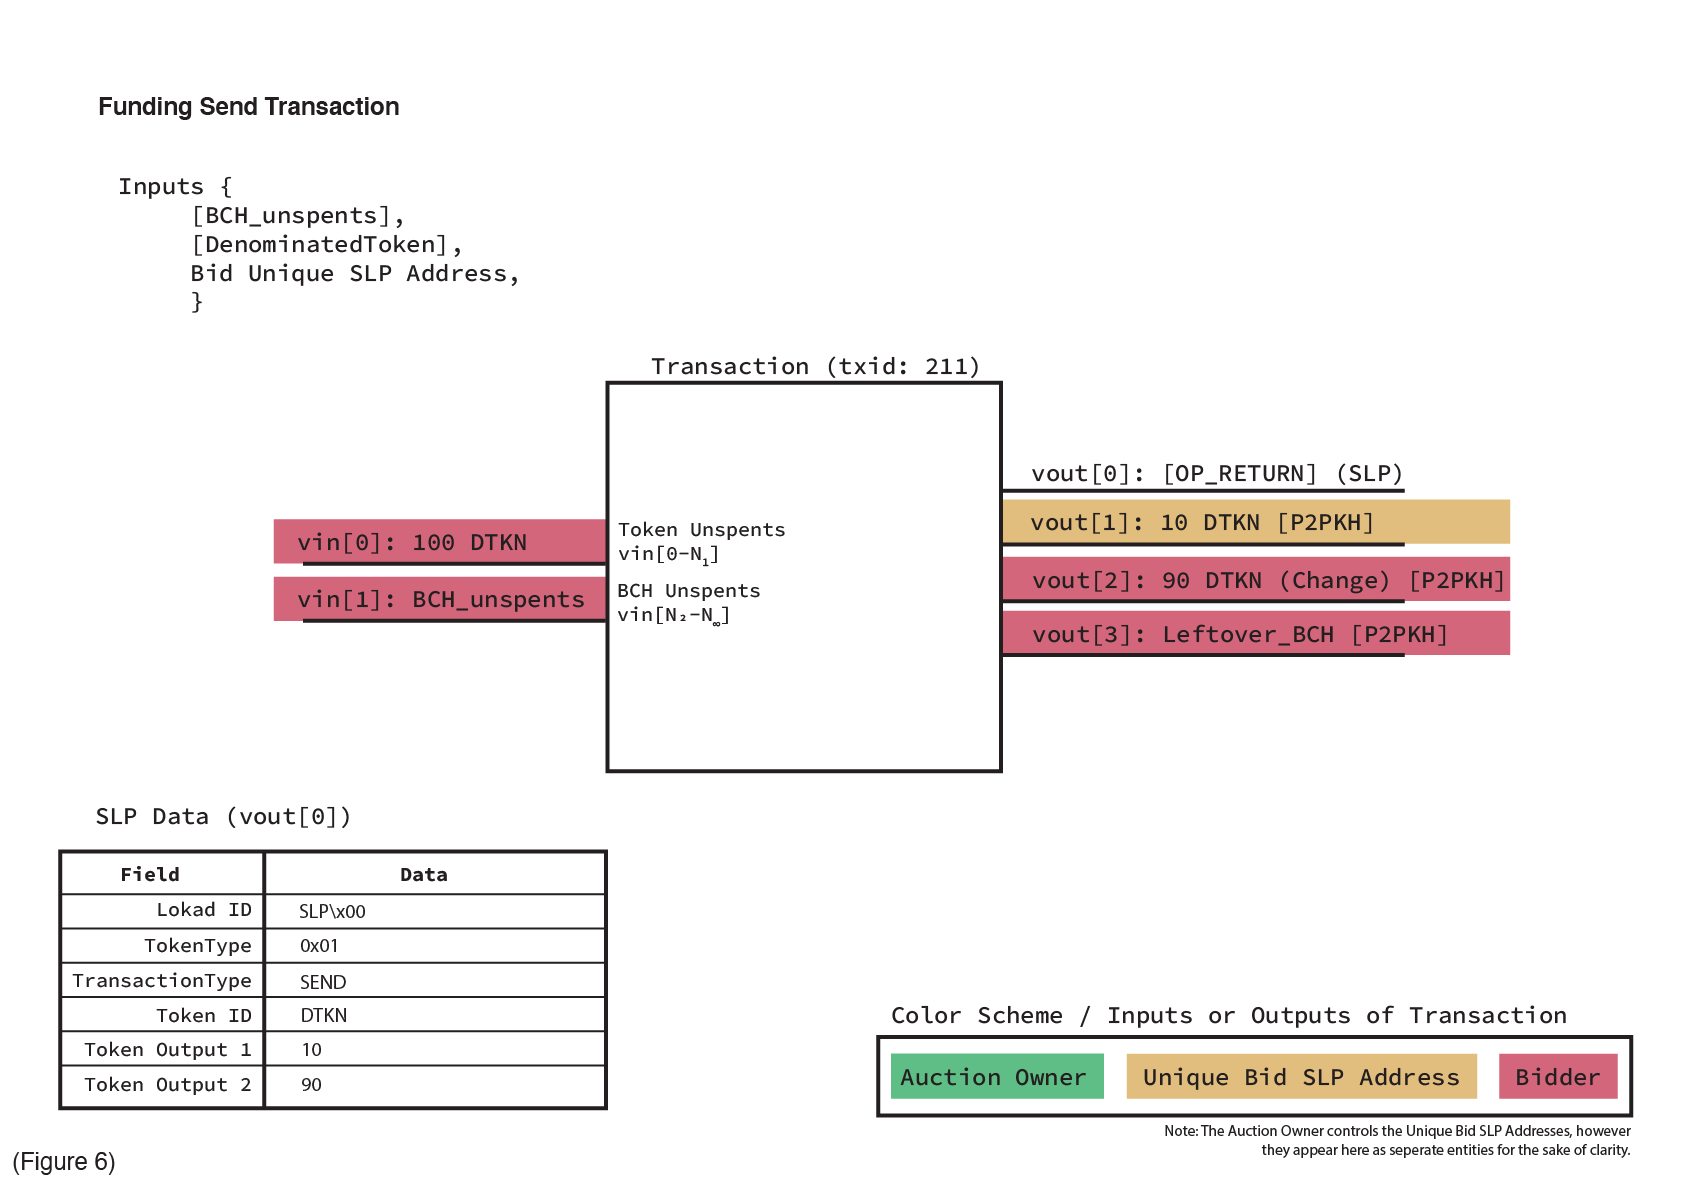 Funding Send Transaction
Inputs {
[BCH_unspents],
[DenominatedToken],
Bid Unique SLP Address,
}
Transaction (txid: 211)
vin[0]: 100 DTKN
vin[1]: BCH_unspents
Token Unspents
vin[0-N₁]
BCH Unspents
vin[N₂-N∞]
vout[0]: [OP_RETURN] (SLP)
vout[1]: 10 DTKN [P2PKH]
vout[2]: 90 DTKN (Change) [P2PKH]
vout[3]: Leftover_BCH [P2PKH]
SLP Data (vout[0])
Field Data
Lokad ID SLP\x00
TokenType 0x01
TransactionType SEND
Token ID DTKN
Token Output 1 10
Token Output 2 90
Color Scheme / Inputs or Outputs of Transaction
Auction Owner Unique Bid SLP Address Bidder
Note: The Auction Owner controls the Unique Bid SLP Addresses, however
they appear here as seperate entities for the sake of clarity.
(Figure 6)